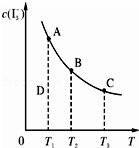 c(I₃⁻)
A
B
C
D
0 T₁ T₂ T₃ T